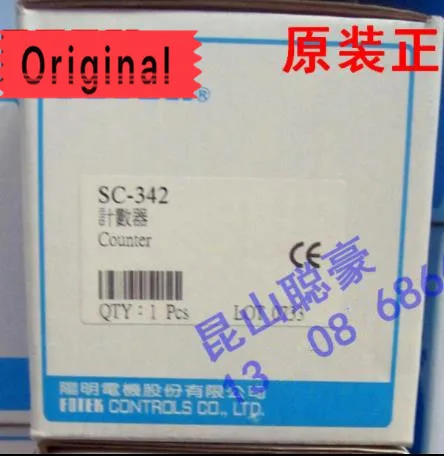 Original
原装正
®
SC-342
計數器
Counter
CE
QTY：1 Pcs
LOT 0733
昆山聪豪
13 08 686
陽明電機股份有限公司
FOTEK CONTROLS CO., LTD.